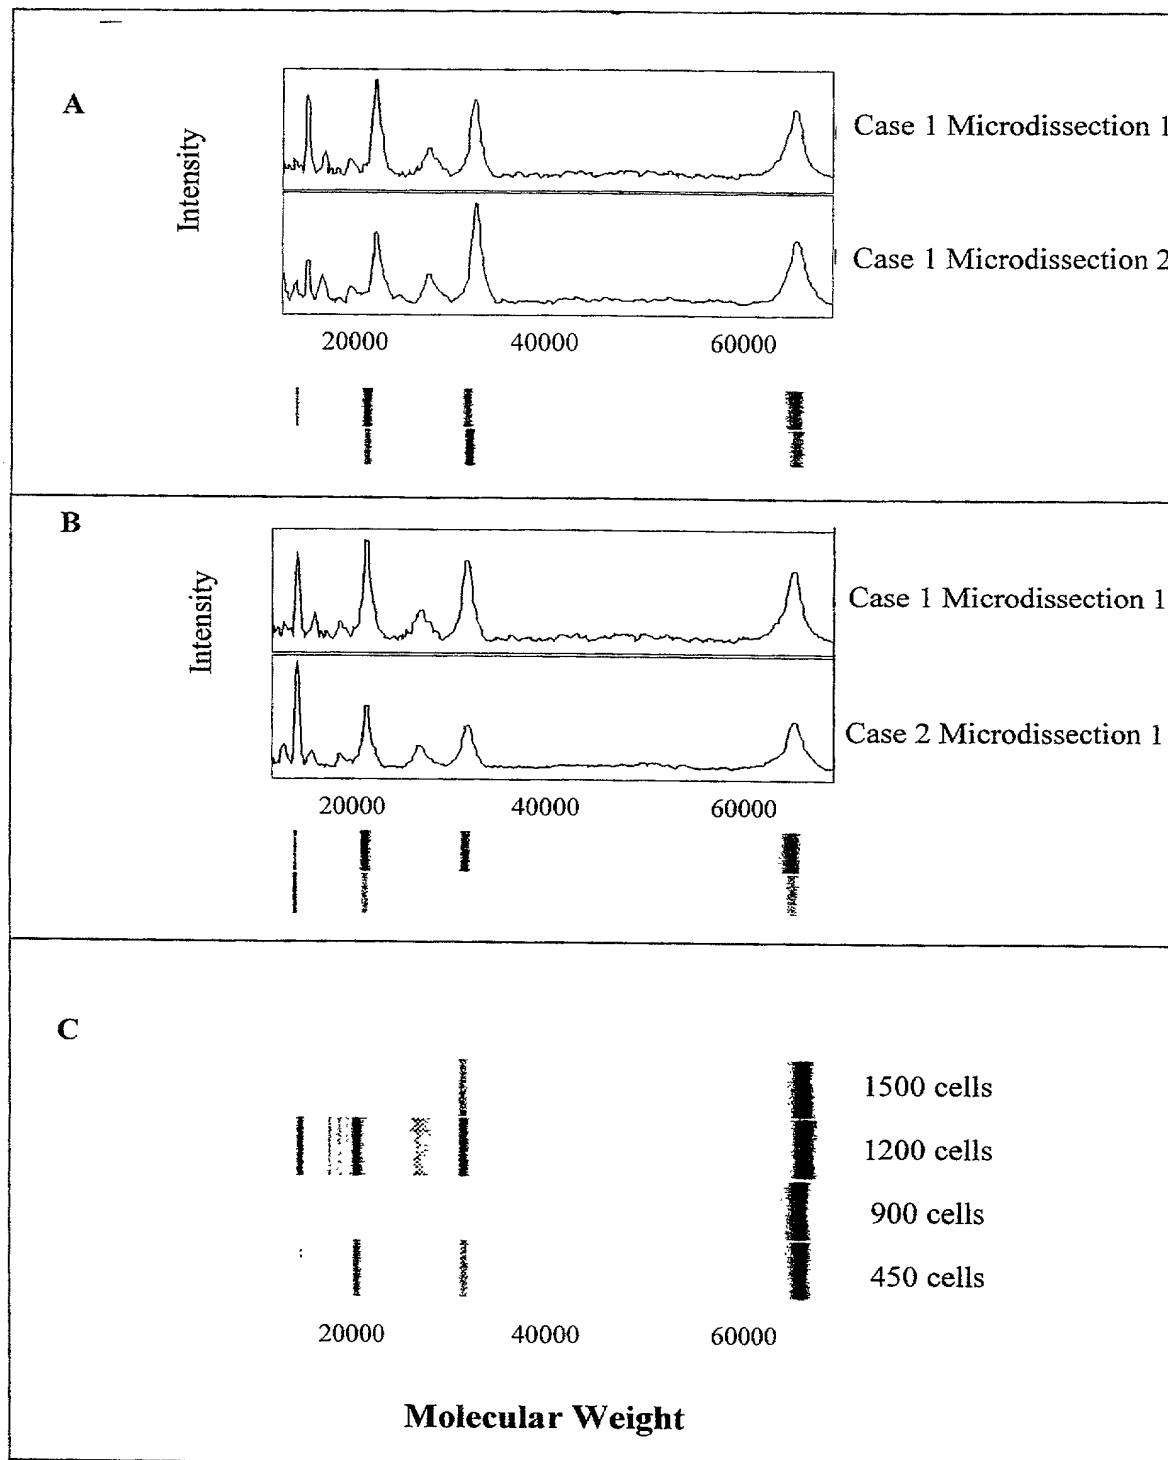 A
Intensity
Case 1 Microdissection 1
Case 1 Microdissection 2
20000 40000 60000
B
Intensity
Case 1 Microdissection 1
Case 2 Microdissection 1
20000 40000 60000
C
1500 cells
1200 cells
900 cells
450 cells
20000 40000 60000
Molecular Weight